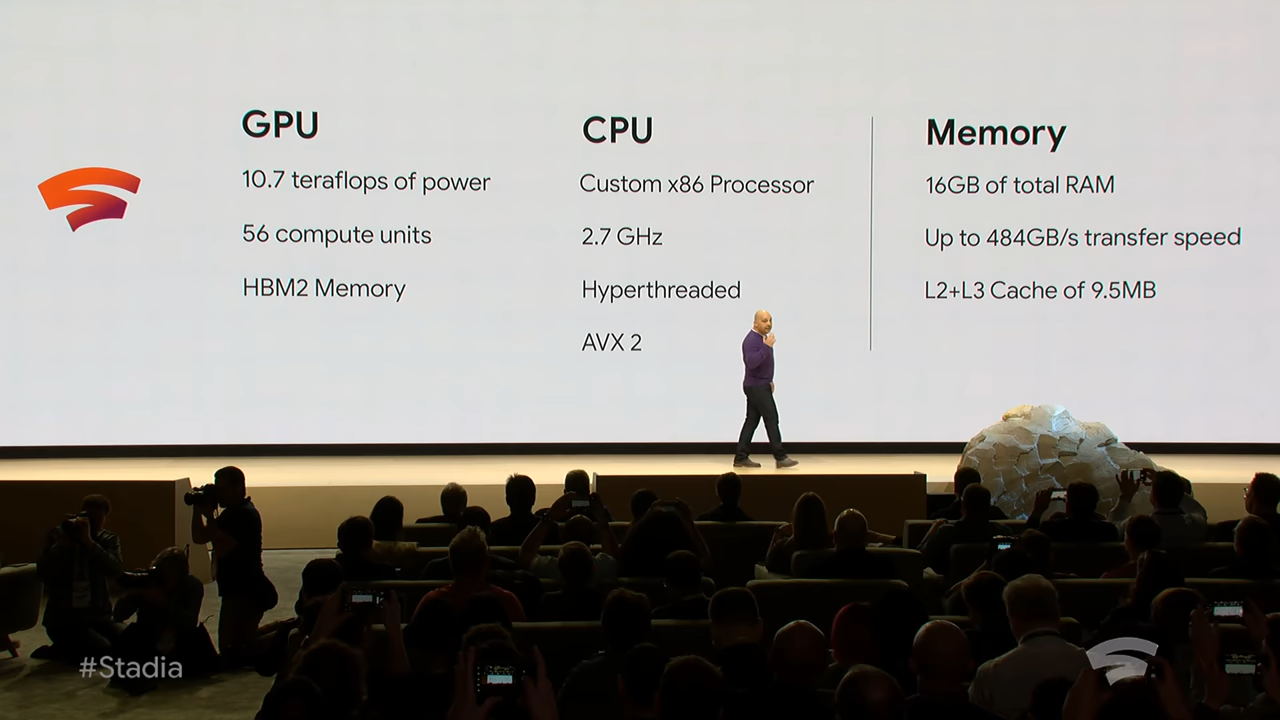 GPU
10.7 teraflops of power
56 compute units
HBM2 Memory
CPU
Custom x86 Processor
2.7 GHz
Hyperthreaded
AVX 2
Memory
16GB of total RAM
Up to 484GB/s transfer speed
L2+L3 Cache of 9.5MB
#Stadia